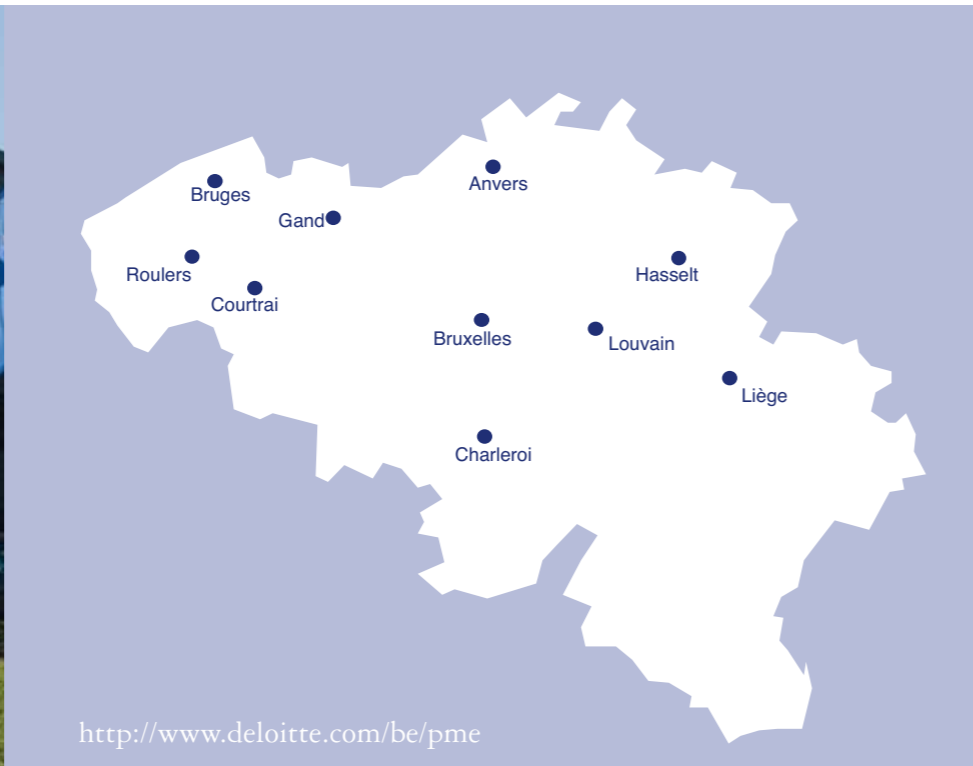 Anvers
Bruges
Gand
Roulers
Hasselt
Courtrai
Bruxelles
Louvain
Liège
Charleroi
http://www.deloitte.com/be/pme